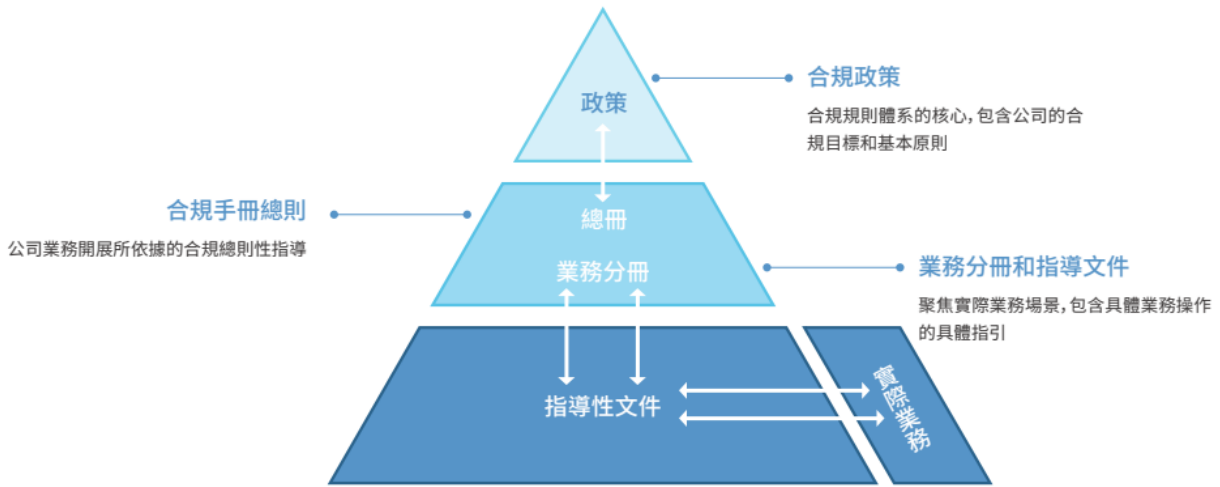 政策
合規政策
合規規則體系的核心，包含公司的合
規目標和基本原則
合規手冊總則
公司業務開展所依據的合規總則性指導
總冊
業務分冊
業務分冊和指導文件
聚焦實際業務場景，包含具體業務操作
的具體指引
指導性文件
實際業務